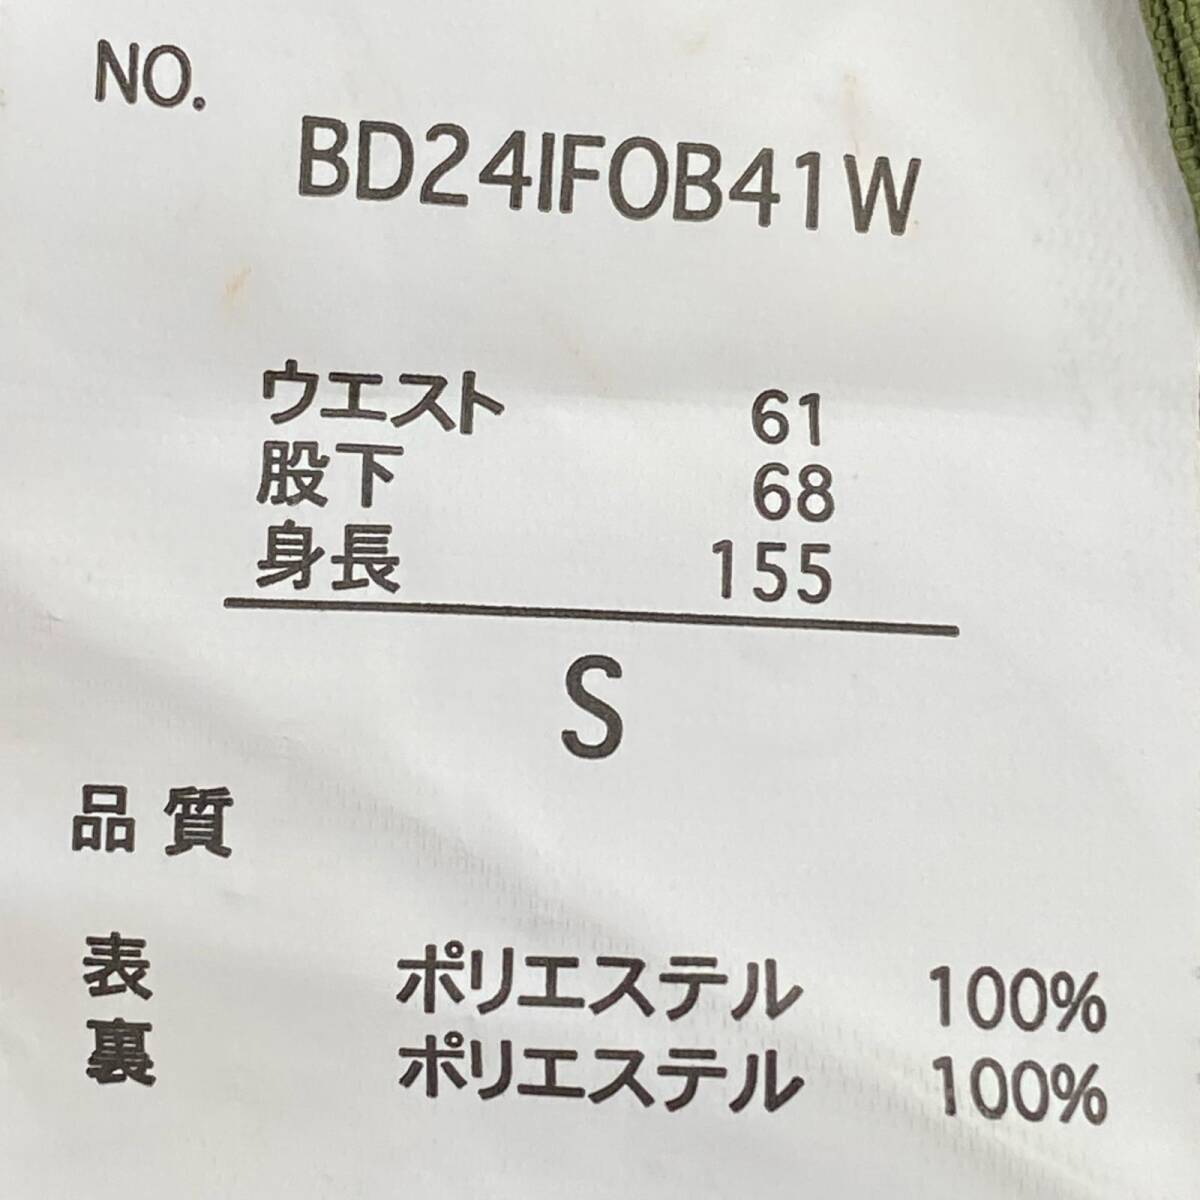 NO.
BD24IFOB41W
ウエスト 61
股下 68
身長 155
S
品質
表 ポリエステル 100%
裏 ポリエステル 100%